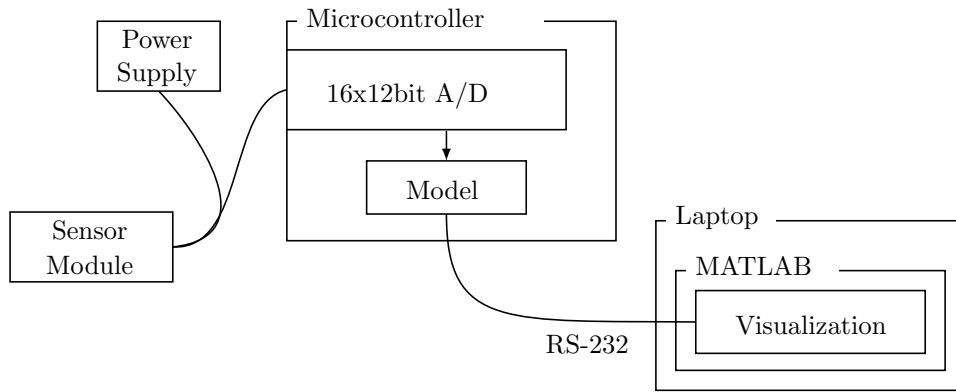 Microcontroller
Power
Supply
16x12bit A/D
Model
Sensor
Module
Laptop
MATLAB
Visualization
RS-232